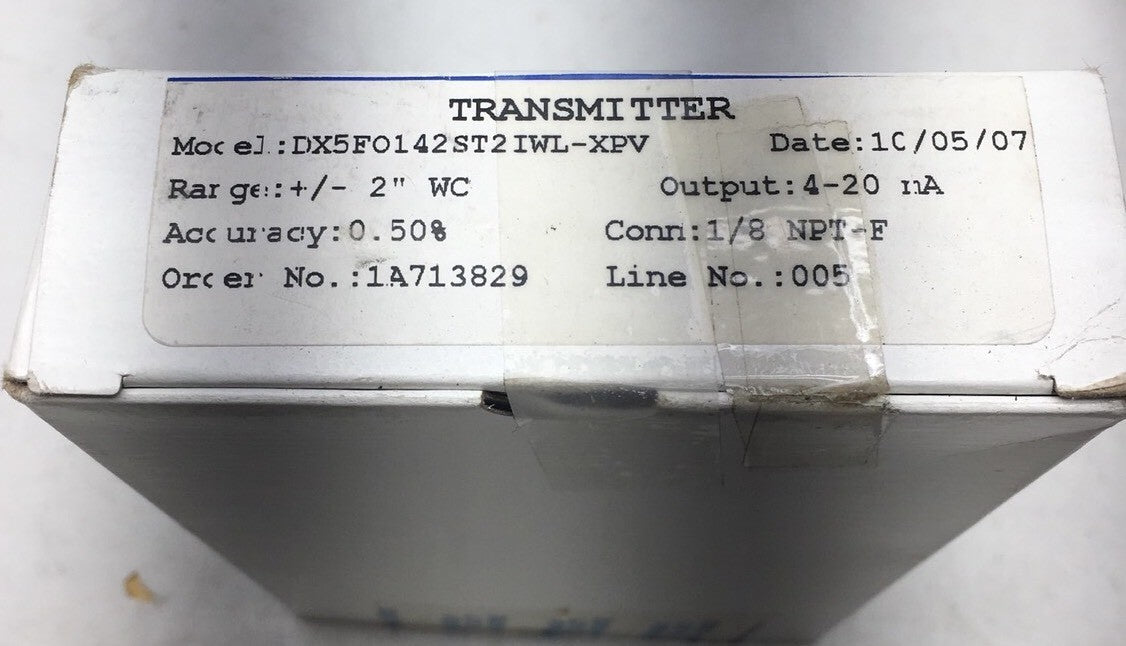 TRANSMITTER
Model:DX5F0142ST2IWL-XPV Date:10/05/07
Range:+/- 2" WC Output:4-20 mA
Accuracy:0.50% Conn:1/8 NPT-F
Order No.:1A713829 Line No.:005